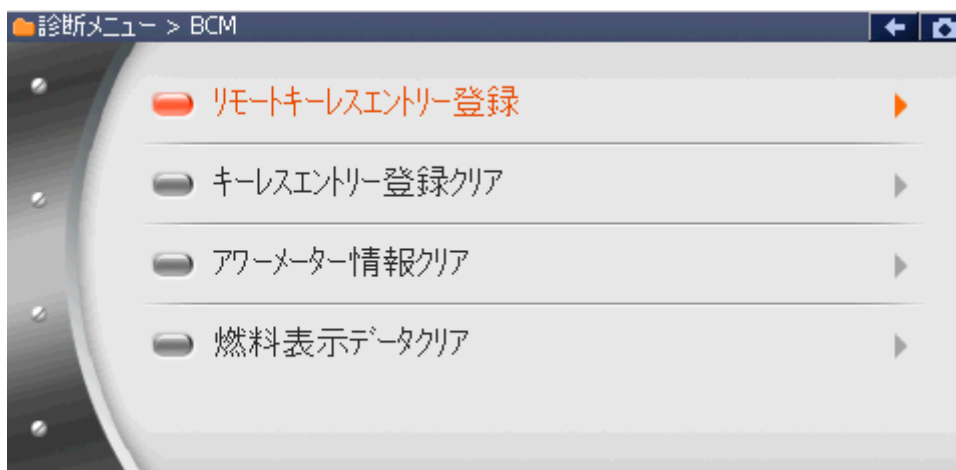 診断メニュー > BCM
リモートキーレスエントリー登録
キーレスエントリー登録クリア
アワーメーター情報クリア
燃料表示データクリア